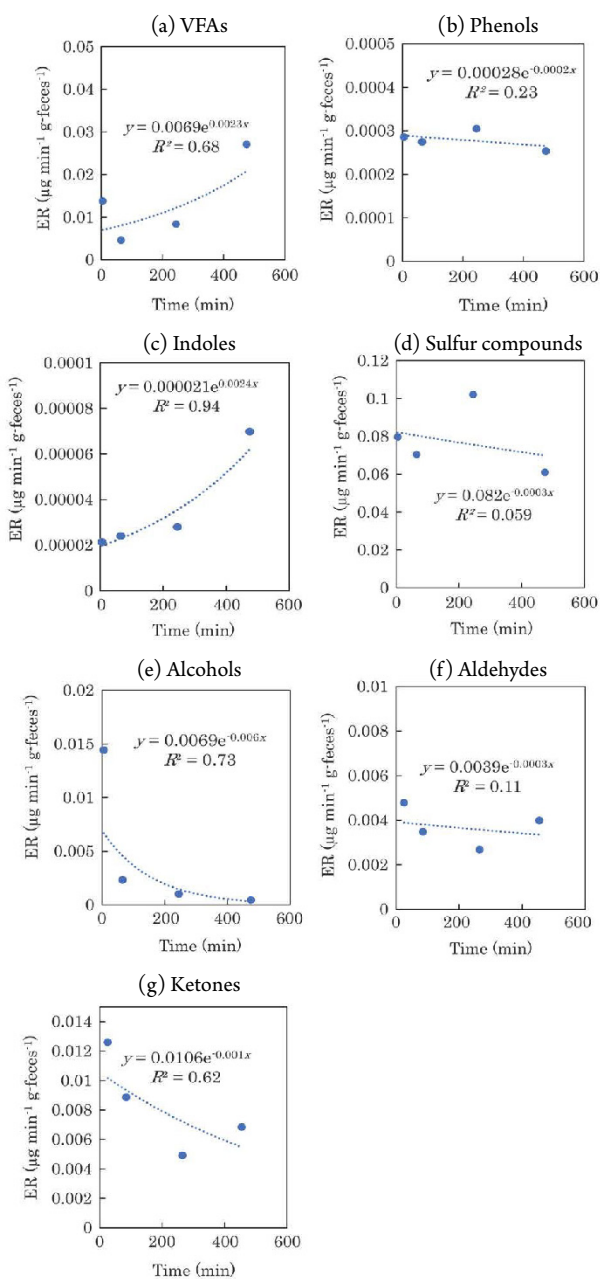 (a) VFAs
0.05
0.04
0.03
0.02
0.01
0
ER (µg min⁻¹ g-feces⁻¹)
y = 0.0069e^0.0023x
R² = 0.68
0 200 400 600
Time (min)
(b) Phenols
0.0005
0.0004
0.0003
0.0002
0.0001
0
ER (µg min⁻¹ g-feces⁻¹)
y = 0.00028e^-0.0002x
R² = 0.23
0 200 400 600
Time (min)
(c) Indoles
0.0001
0.00008
0.00006
0.00004
0.00002
0
ER (µg min⁻¹ g-feces⁻¹)
y = 0.000021e^0.0024x
R² = 0.94
0 200 400 600
Time (min)
(d) Sulfur compounds
0.12
0.1
0.08
0.06
0.04
0.02
0
ER (µg min⁻¹ g-feces⁻¹)
y = 0.082e^-0.0003x
R² = 0.059
0 200 400 600
Time (min)
(e) Alcohols
0.02
0.015
0.01
0.005
0
ER (µg min⁻¹ g-feces⁻¹)
y = 0.0069e^-0.006x
R² = 0.73
0 200 400 600
Time (min)
(f) Aldehydes
0.01
0.008
0.006
0.004
0.002
0
ER (µg min⁻¹ g-feces⁻¹)
y = 0.0039e^-0.0003x
R² = 0.11
0 200 400 600
Time (min)
(g) Ketones
0.014
0.012
0.01
0.008
0.006
0.004
0.002
0
ER (µg min⁻¹ g-feces⁻¹)
y = 0.0106e^-0.001x
R² = 0.62
0 200 400 600
Time (min)